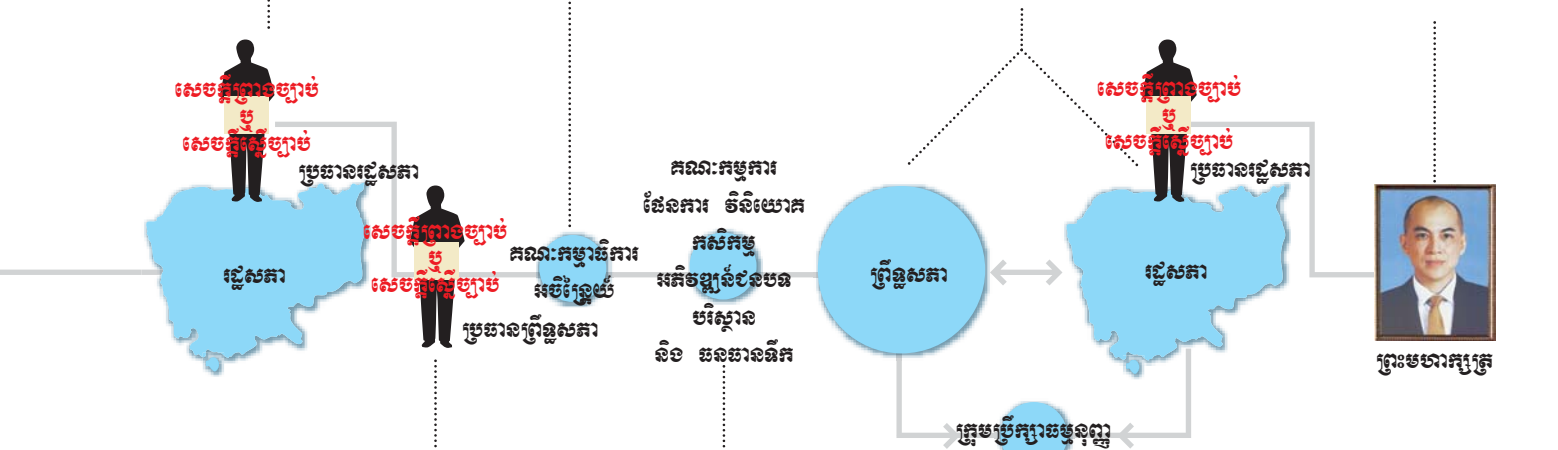 សេចក្តីព្រាងច្បាប់
ឬ
សេចក្តីស្នើច្បាប់
ប្រធានរដ្ឋសភា
រដ្ឋសភា
សេចក្តីព្រាងច្បាប់
ឬ
សេចក្តីស្នើច្បាប់
ប្រធានព្រឹទ្ធសភា
គណៈកម្មាធិការ
អចិន្ត្រៃយ៍
គណៈកម្មការ
ផែនការ វិនិយោគ
កសិកម្ម
អភិវឌ្ឍន៍ជនបទ
បរិស្ថាន
និង ធនធានទឹក
ព្រឹទ្ធសភា
សេចក្តីព្រាងច្បាប់
ឬ
សេចក្តីស្នើច្បាប់
ប្រធានរដ្ឋសភា
រដ្ឋសភា
ព្រះមហាក្សត្រ
ក្រុមប្រឹក្សាធម្មនុញ្ញ